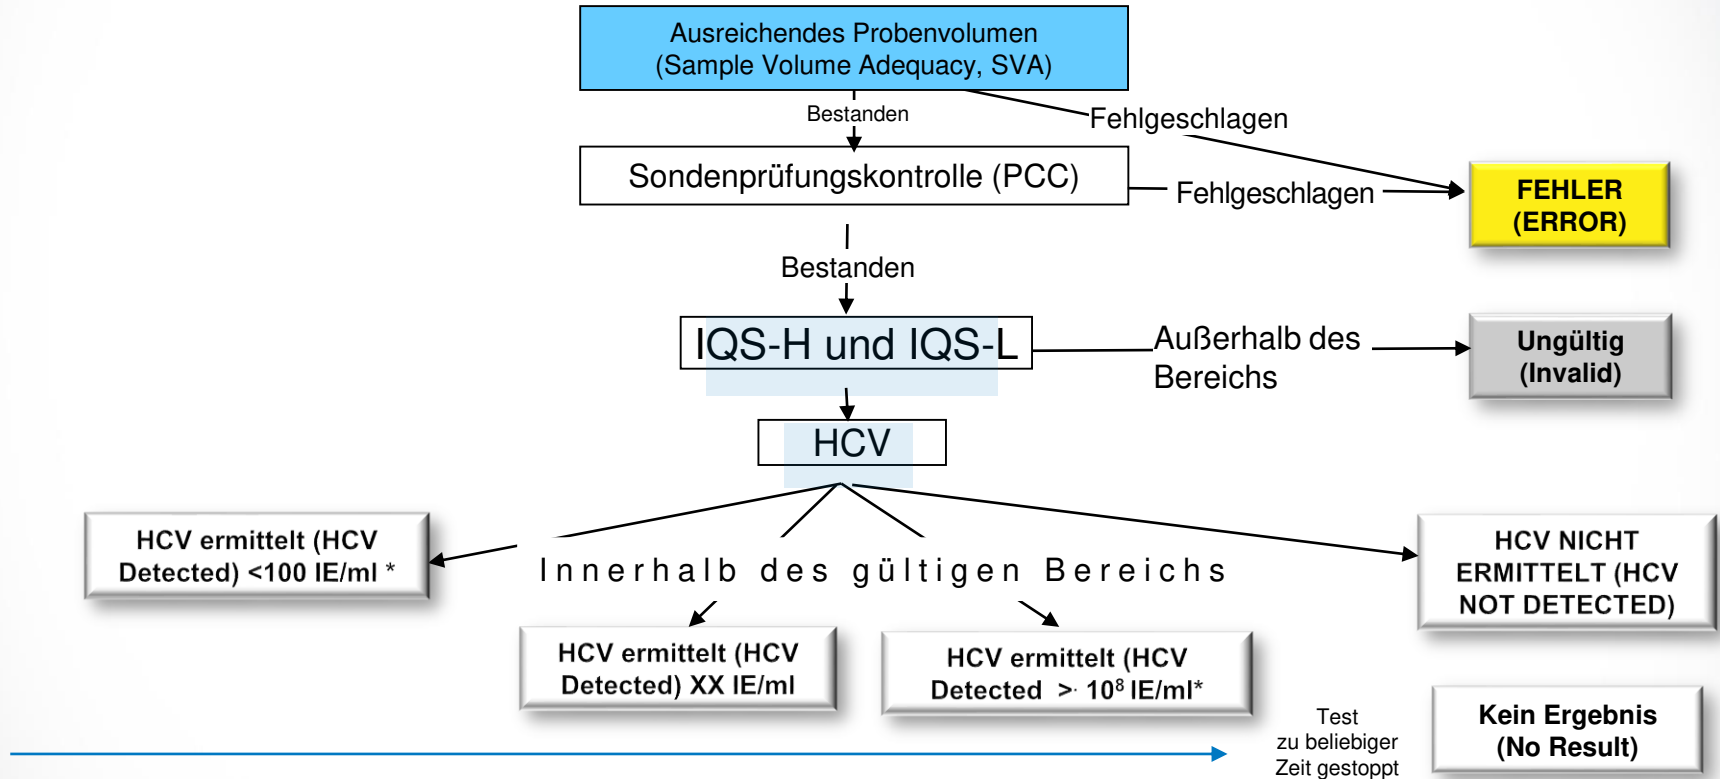 Ausreichendes Probenvolumen
(Sample Volume Adequacy, SVA)
Bestanden
Fehlgeschlagen
Sondenprüfungskontrolle (PCC)
Fehlgeschlagen
FEHLER
(ERROR)
Bestanden
IQS-H und IQS-L
Außerhalb des
Bereichs
Ungültig
(Invalid)
HCV
HCV ermittelt (HCV
Detected) <100 IE/ml *
Innerhalb des gültigen Bereichs
HCV NICHT
ERMITTELT (HCV
NOT DETECTED)
HCV ermittelt (HCV
Detected) XX IE/ml
HCV ermittelt (HCV
Detected > 10⁸ IE/ml*
Test
zu beliebiger
Zeit gestoppt
Kein Ergebnis
(No Result)